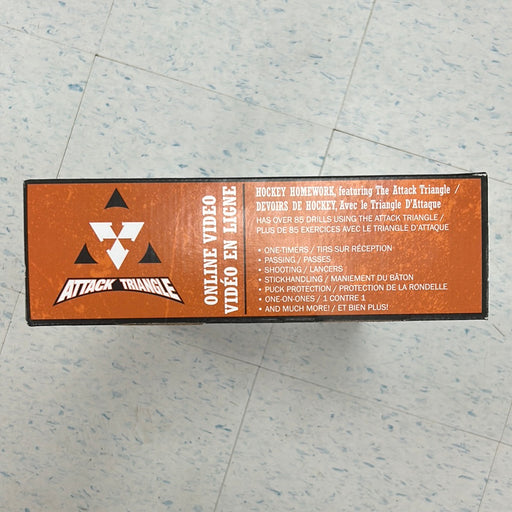 ATTACK TRIANGLE
ONLINE VIDEO
VIDÉO EN LIGNE
HOCKEY HOMEWORK, featuring The Attack Triangle /
DEVOIRS DE HOCKEY, Avec le Triangle D'Attaque
HAS OVER 85 DRILLS USING THE ATTACK TRIANGLE /
PLUS DE 85 EXERCICES AVEC LE TRIANGLE D'ATTAQUE
• ONE-TIMERS / TIRS SUR RÉCEPTION
• PASSING / PASSES
• SHOOTING / LANCERS
• STICKHANDLING / MANIEMENT DU BÂTON
• PUCK PROTECTION / PROTECTION DE LA RONDELLE
• ONE-ON-ONES / 1 CONTRE 1
• AND MUCH MORE! / ET BIEN PLUS!